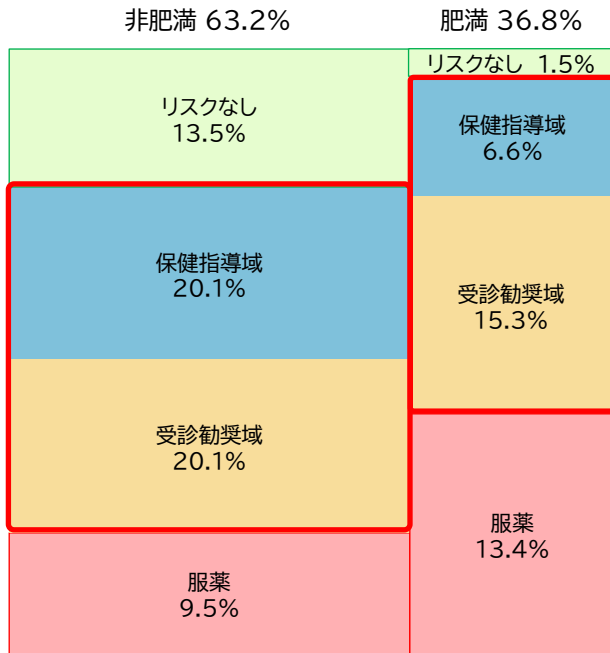 非肥満 63.2%
肥満 36.8%
リスクなし
13.5%
保健指導域
20.1%
受診勧奨域
20.1%
服薬
9.5%
リスクなし 1.5%
保健指導域
6.6%
受診勧奨域
15.3%
服薬
13.4%